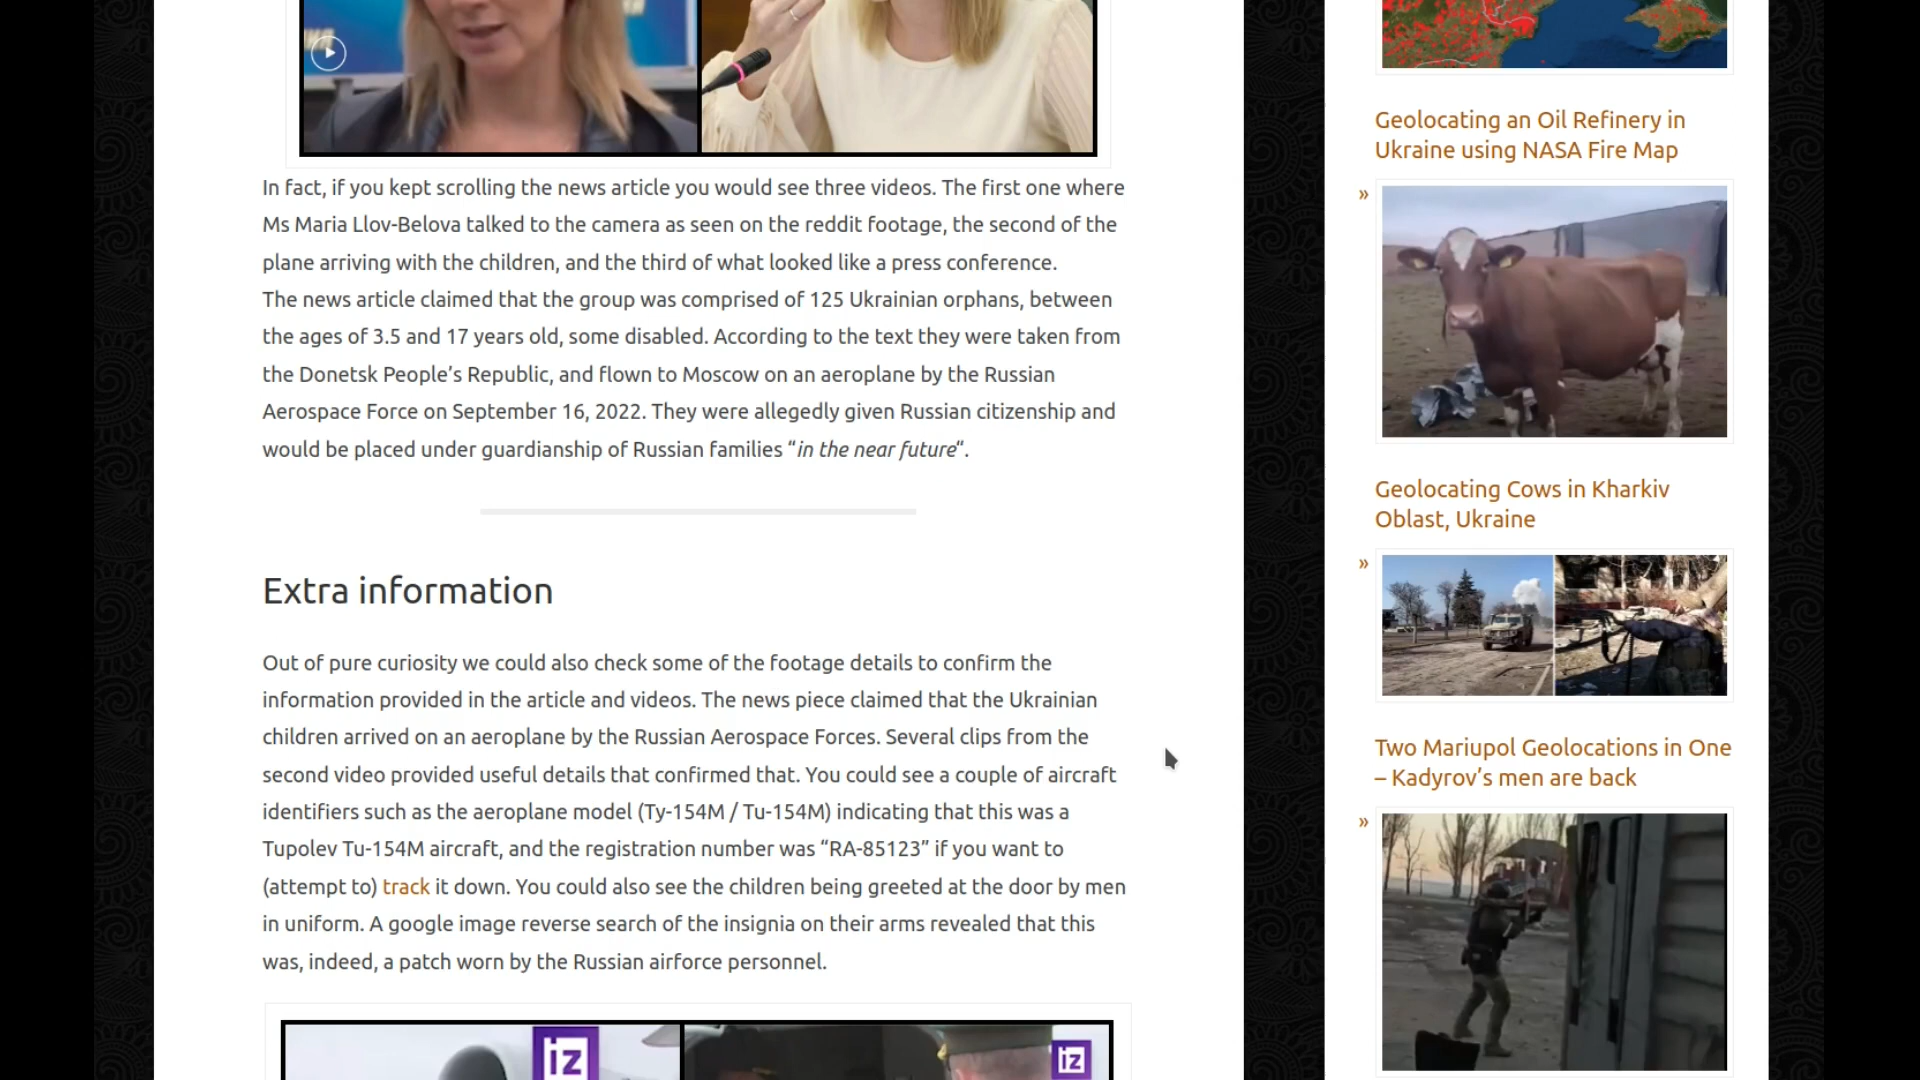 In fact, if you kept scrolling the news article you would see three videos. The first one where
Ms Maria Llov-Belova talked to the camera as seen on the reddit footage, the second of the
plane arriving with the children, and the third of what looked like a press conference.
The news article claimed that the group was comprised of 125 Ukrainian orphans, between
the ages of 3.5 and 17 years old, some disabled. According to the text they were taken from
the Donetsk People’s Republic, and flown to Moscow on an aeroplane by the Russian
Aerospace Force on September 16, 2022. They were allegedly given Russian citizenship and
would be placed under guardianship of Russian families “in the near future“.
Extra information
Out of pure curiosity we could also check some of the footage details to confirm the
information provided in the article and videos. The news piece claimed that the Ukrainian
children arrived on an aeroplane by the Russian Aerospace Forces. Several clips from the
second video provided useful details that confirmed that. You could see a couple of aircraft
identifiers such as the aeroplane model (Ty-154M / Tu-154M) indicating that this was a
Tupolev Tu-154M aircraft, and the registration number was “RA-85123” if you want to
(attempt to) track it down. You could also see the children being greeted at the door by men
in uniform. A google image reverse search of the insignia on their arms revealed that this
was, indeed, a patch worn by the Russian airforce personnel.
iz
iz
Geolocating an Oil Refinery in
Ukraine using NASA Fire Map
»
Geolocating Cows in Kharkiv
Oblast, Ukraine
»
Two Mariupol Geolocations in One
– Kadyrov’s men are back
»